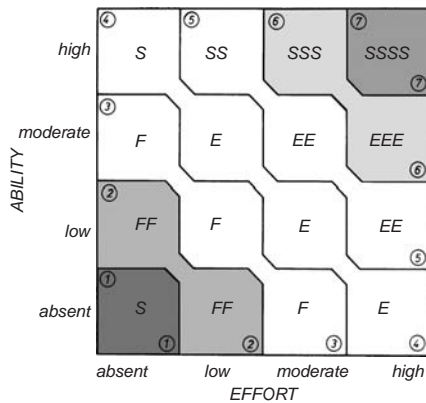 ④ ⑤ ⑥ ⑦
high S SS SSS SSSS
⑦
③
moderate F E EE EEE
⑥
②
low FF F E EE
⑤
①
absent S FF F E
① ② ③ ④
absent low moderate high
EFFORT
ABILITY